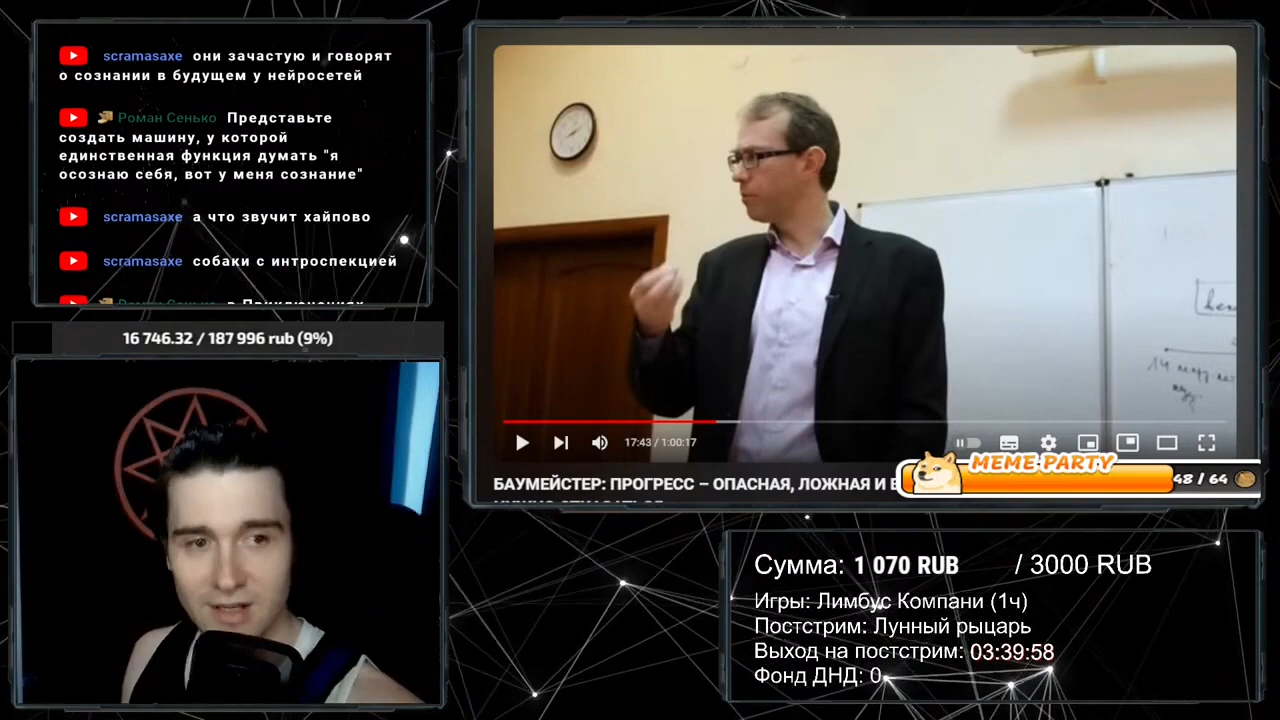 scramasaxe они зачастую и говорят
о сознании в будущем у нейросетей
Роман Сенько Представьте
создать машину, у которой
единственная функция думать "я
осознаю себя, вот у меня сознание"
scramasaxe а что звучит хайпово
scramasaxe собаки с интроспекцией
16 746.32 / 187 996 rub (9%)
17:43 / 1:00:17
БАУМЕЙСТЕР: ПРОГРЕСС – ОПАСНАЯ, ЛОЖНАЯ И
MEME PARTY
48 / 64
Сумма: 1 070 RUB / 3000 RUB
Игры: Лимбус Компани (1ч)
Постстрим: Лунный рыцарь
Выход на постстрим: 03:39:58
Фонд ДНД: 0